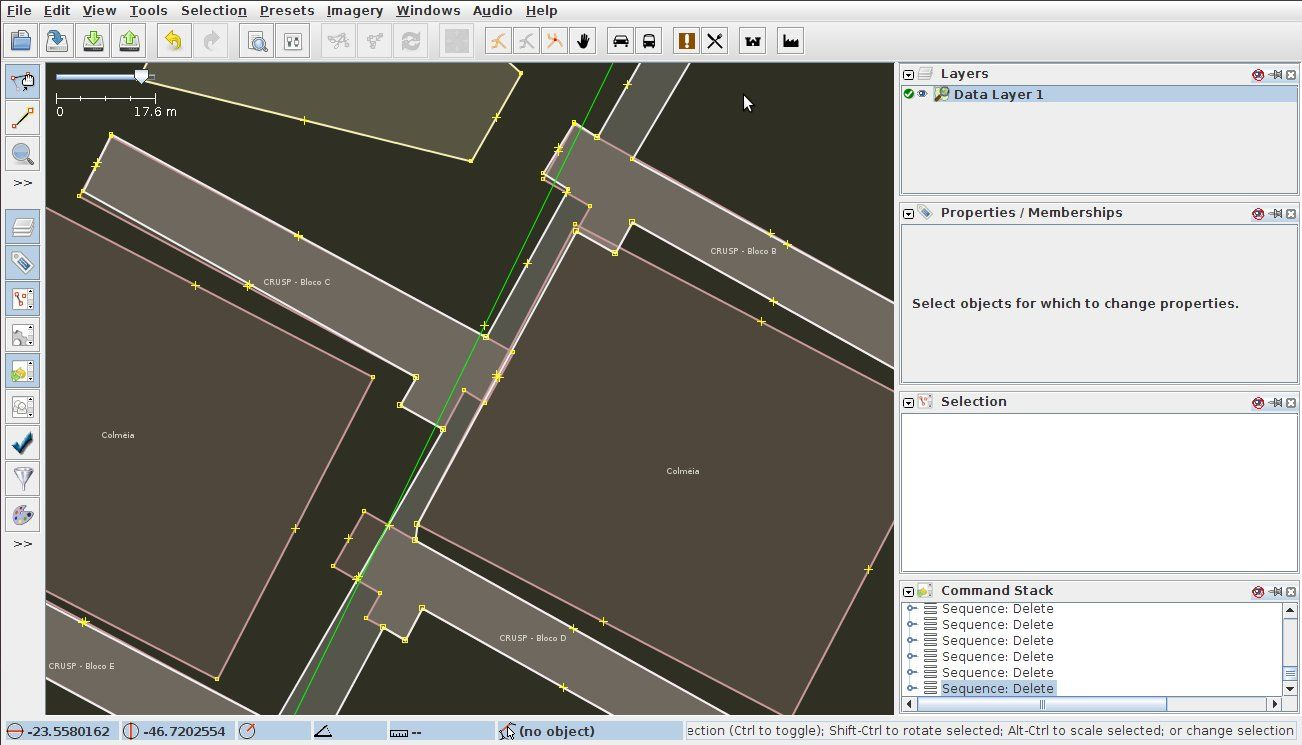 File Edit View Tools Selection Presets Imagery Windows Audio Help
0 17.6 m
CRUSP - Bloco B
CRUSP - Bloco C
Colméia
Colméia
CRUSP - Bloco D
CRUSP - Bloco E
>>
>>
Layers
Data Layer 1
Properties / Memberships
Select objects for which to change properties.
Selection
Command Stack
Sequence: Delete
Sequence: Delete
Sequence: Delete
Sequence: Delete
Sequence: Delete
Sequence: Delete
-23.5580162 -46.7202554 -- (no object) ection (Ctrl to toggle); Shift-Ctrl to rotate selected; Alt-Ctrl to scale selected; or change selection